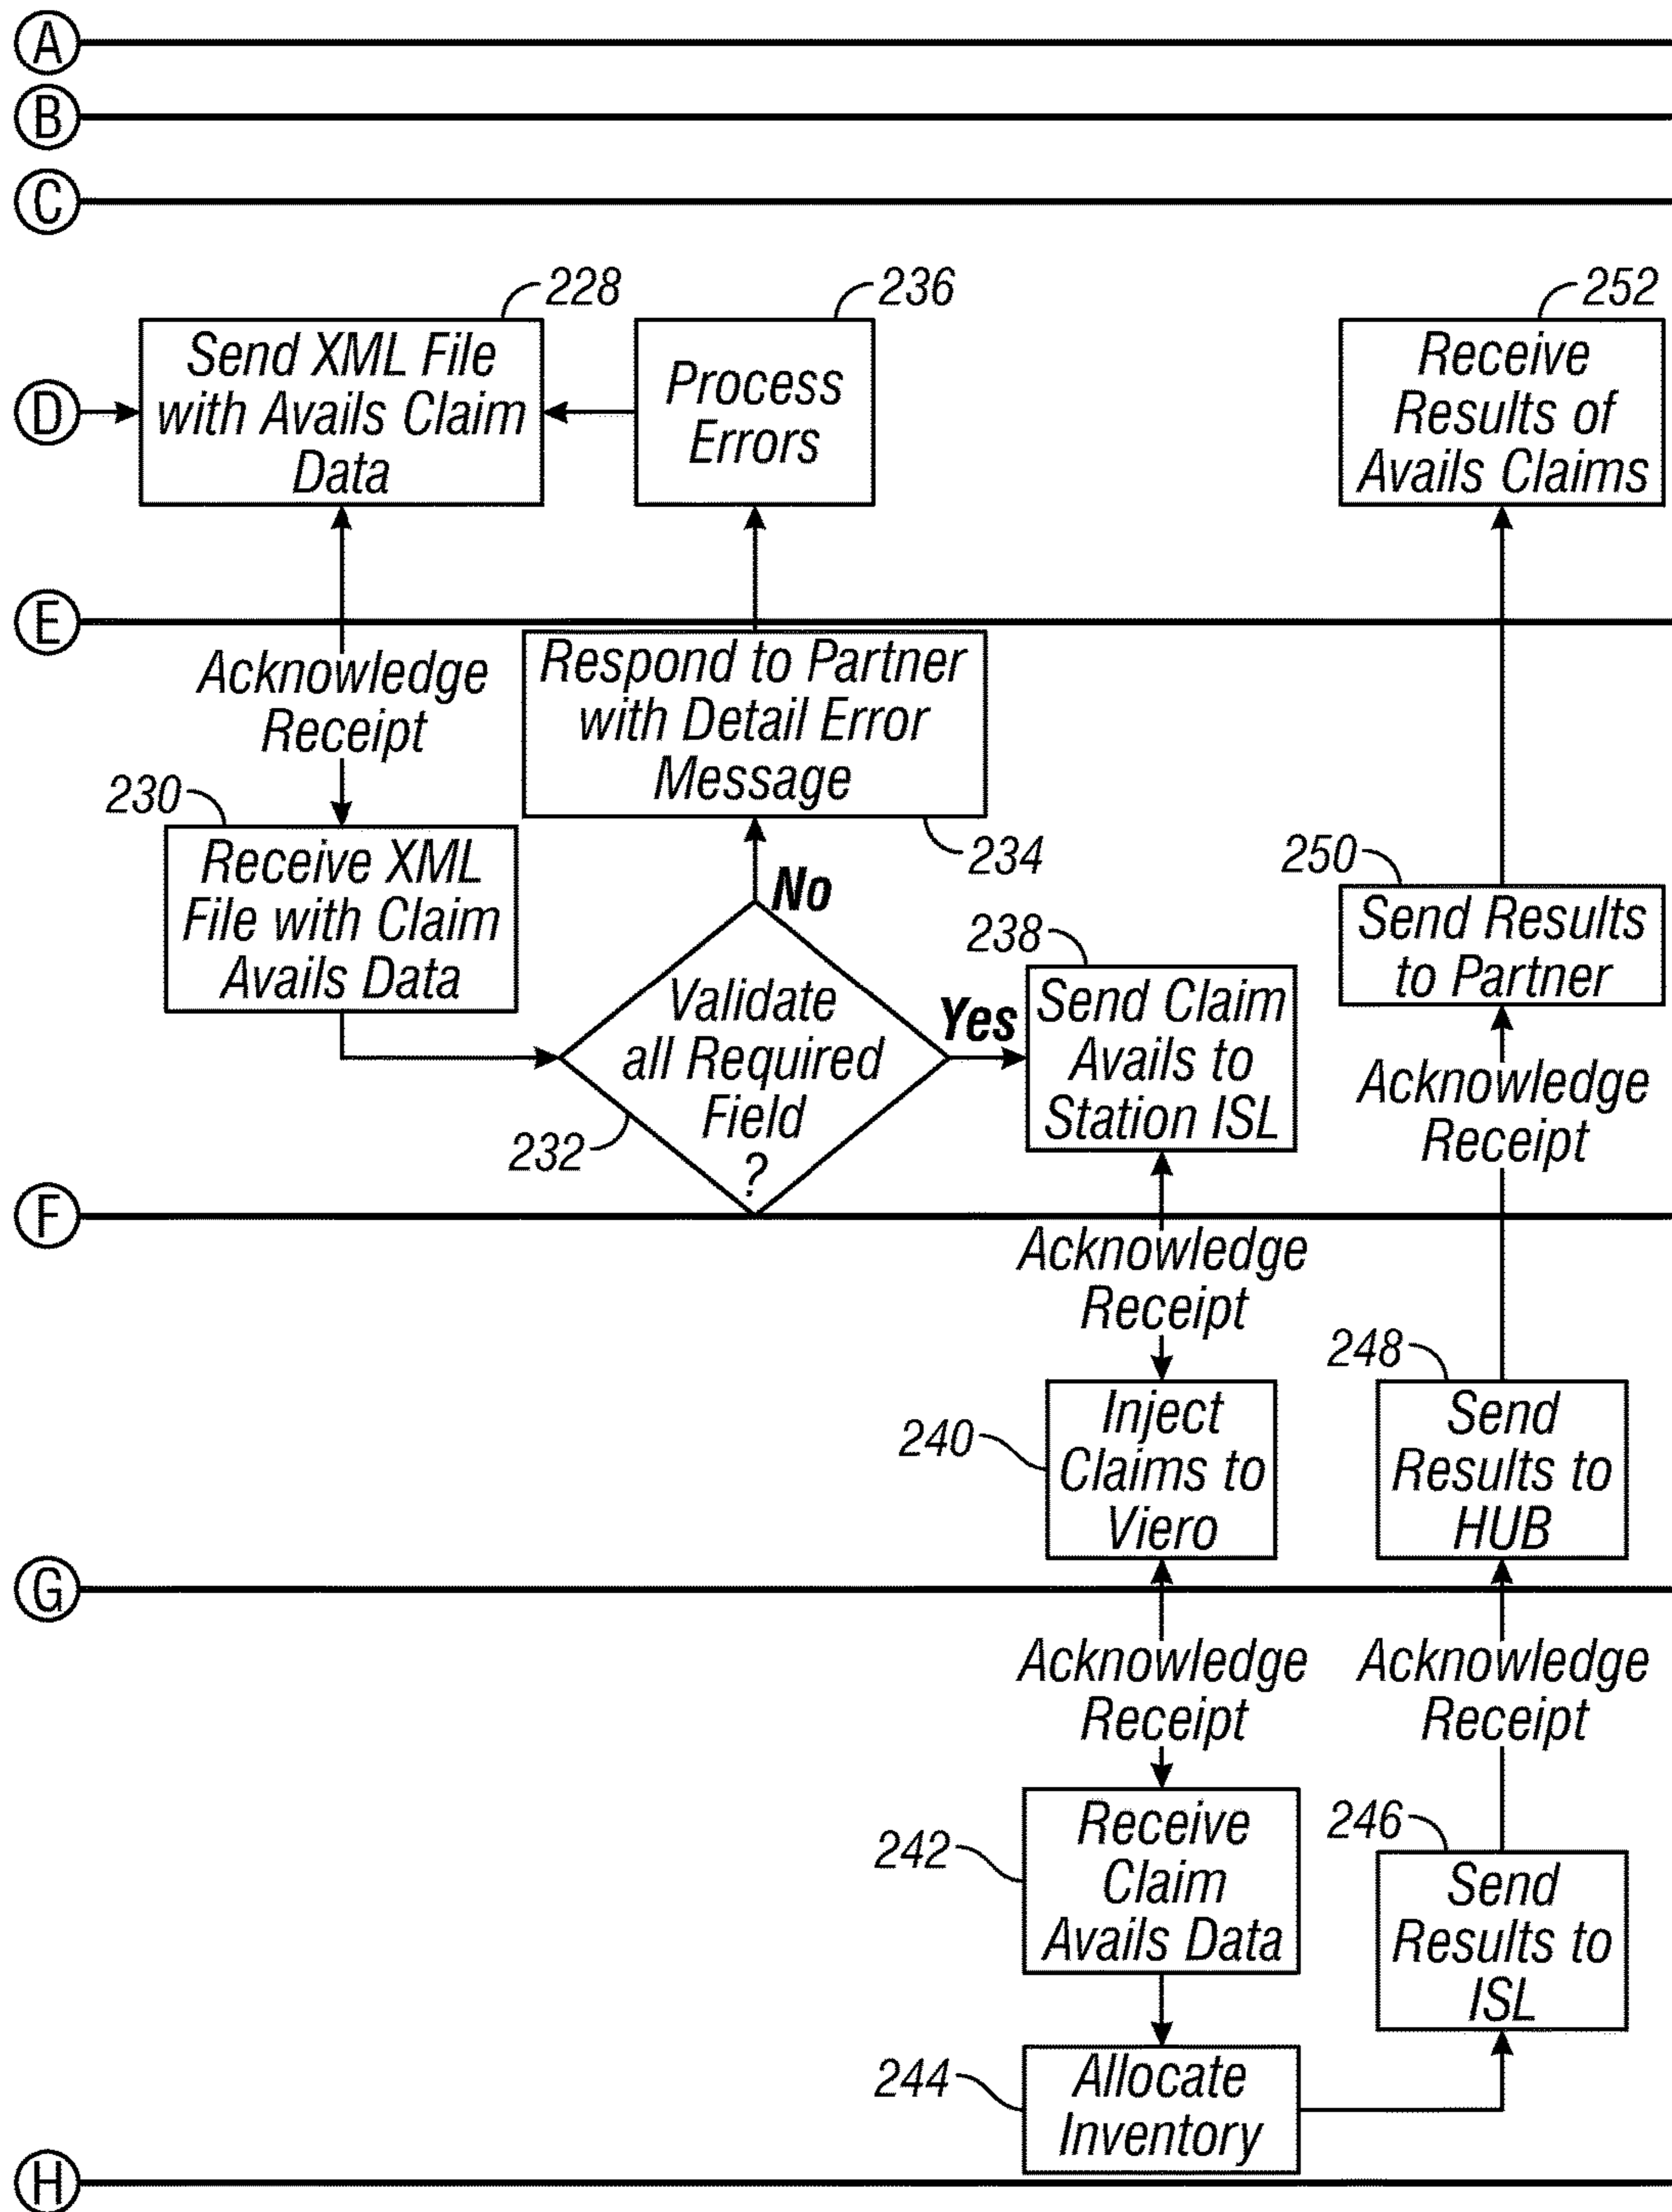 A
B
C
228
236
252
Send XML File
with Avails Claim
Data
Process
Errors
Receive
Results of
Avails Claims
D
E
Acknowledge
Receipt
Respond to Partner
with Detail Error
Message
234
230
Receive XML
File with Claim
Avails Data
No
Validate
all Required
Field
?
232
Yes
238
Send Claim
Avails to
Station ISL
250
Send Results
to Partner
Acknowledge
Receipt
F
Acknowledge
Receipt
240
Inject
Claims to
Viero
248
Send
Results to
HUB
G
Acknowledge
Receipt
Acknowledge
Receipt
242
Receive
Claim
Avails Data
246
Send
Results to
ISL
244
Allocate
Inventory
H